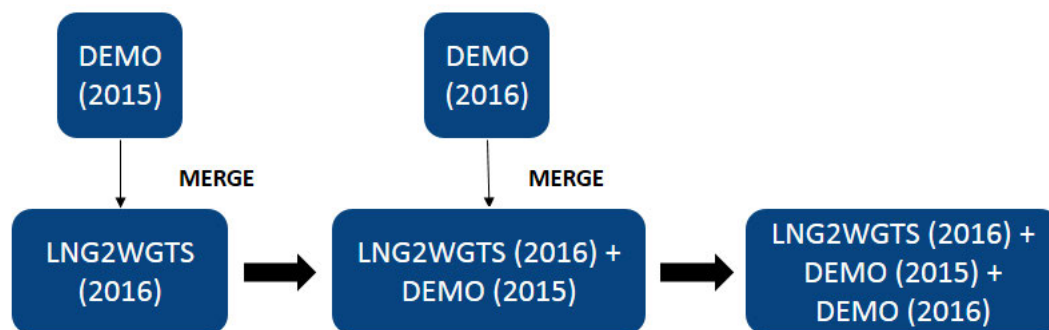 DEMO
(2015)
DEMO
(2016)
MERGE
MERGE
LNG2WGTS
(2016)
LNG2WGTS (2016) +
DEMO (2015)
LNG2WGTS (2016) +
DEMO (2015) +
DEMO (2016)